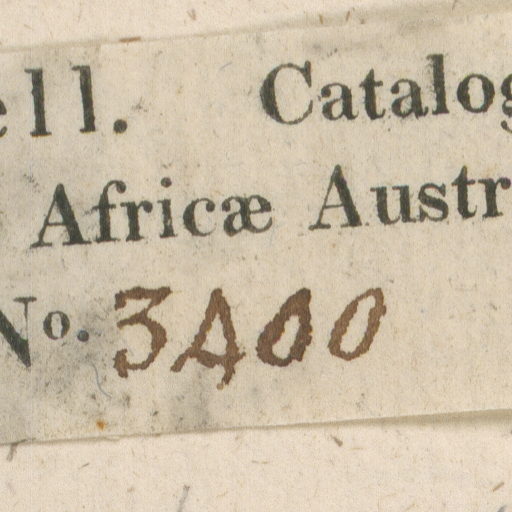 ell. Catalog
Africæ Austr
No. 3400